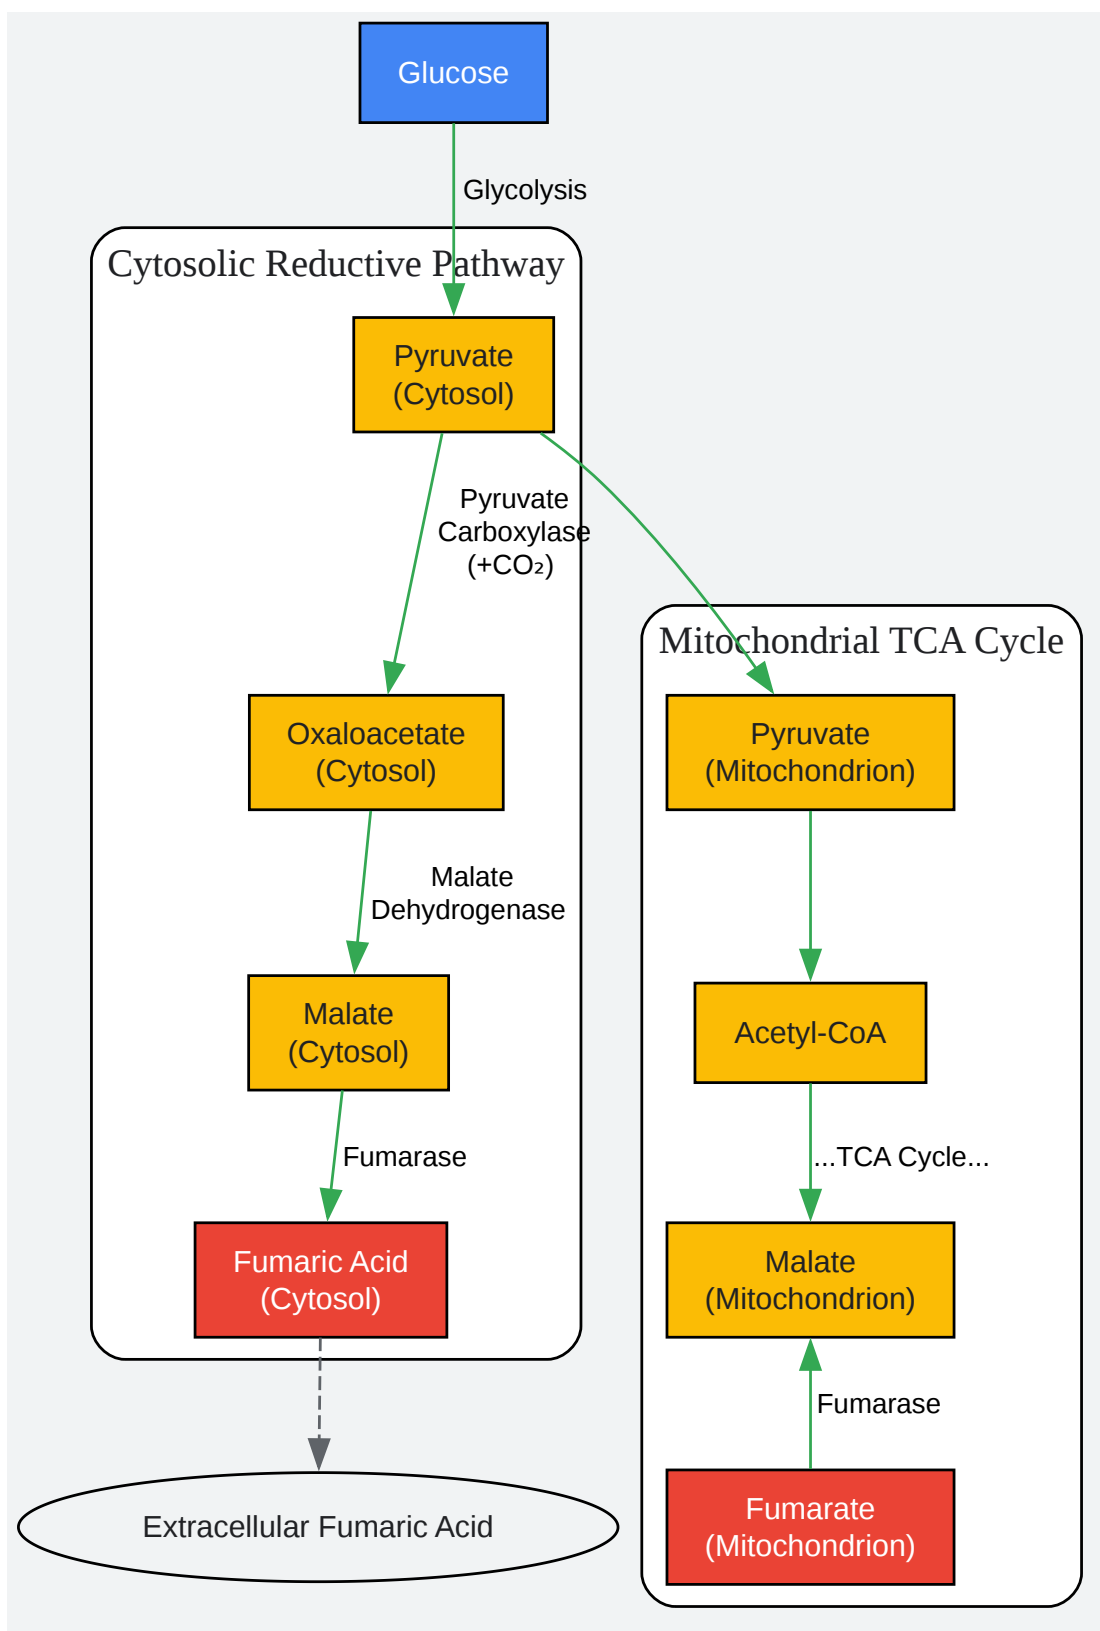 Glucose
Glycolysis
Cytosolic Reductive Pathway
Pyruvate
(Cytosol)
Pyruvate
Carboxylase
(+CO₂)
Oxaloacetate
(Cytosol)
Malate
Dehydrogenase
Malate
(Cytosol)
Fumarase
Fumaric Acid
(Cytosol)
Extracellular Fumaric Acid
Mitochondrial TCA Cycle
Pyruvate
(Mitochondrion)
Acetyl-CoA
...TCA Cycle...
Malate
(Mitochondrion)
Fumarase
Fumarate
(Mitochondrion)